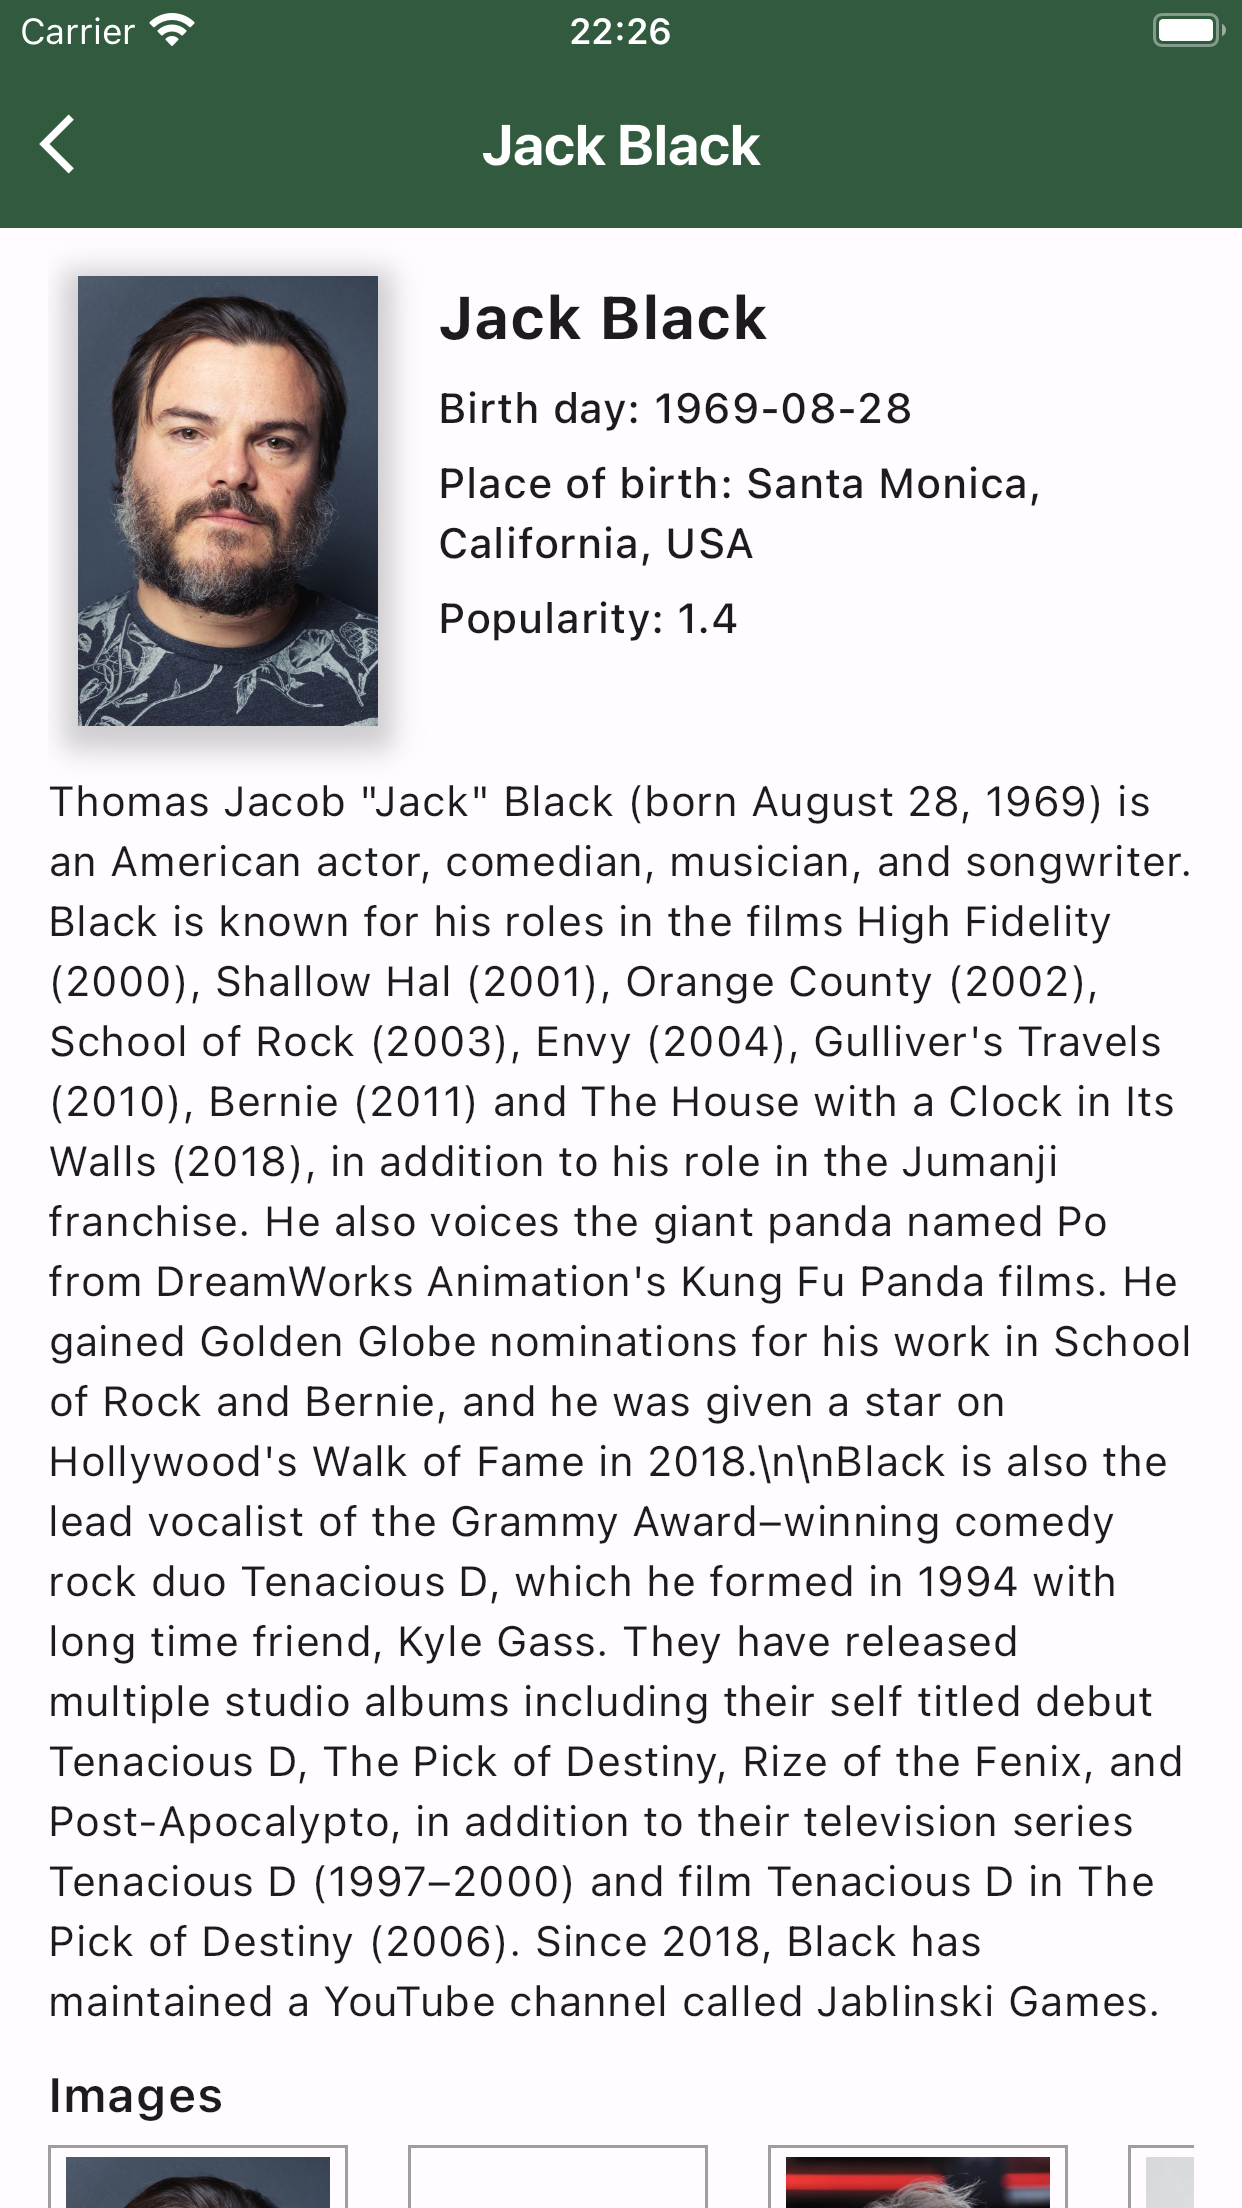 Carrier
22:26
Jack Black
Jack Black
Birth day: 1969-08-28
Place of birth: Santa Monica,
California, USA
Popularity: 1.4
Thomas Jacob "Jack" Black (born August 28, 1969) is
an American actor, comedian, musician, and songwriter.
Black is known for his roles in the films High Fidelity
(2000), Shallow Hal (2001), Orange County (2002),
School of Rock (2003), Envy (2004), Gulliver's Travels
(2010), Bernie (2011) and The House with a Clock in Its
Walls (2018), in addition to his role in the Jumanji
franchise. He also voices the giant panda named Po
from DreamWorks Animation's Kung Fu Panda films. He
gained Golden Globe nominations for his work in School
of Rock and Bernie, and he was given a star on
Hollywood's Walk of Fame in 2018.\n\nBlack is also the
lead vocalist of the Grammy Award–winning comedy
rock duo Tenacious D, which he formed in 1994 with
long time friend, Kyle Gass. They have released
multiple studio albums including their self titled debut
Tenacious D, The Pick of Destiny, Rize of the Fenix, and
Post-Apocalypto, in addition to their television series
Tenacious D (1997–2000) and film Tenacious D in The
Pick of Destiny (2006). Since 2018, Black has
maintained a YouTube channel called Jablinski Games.
Images